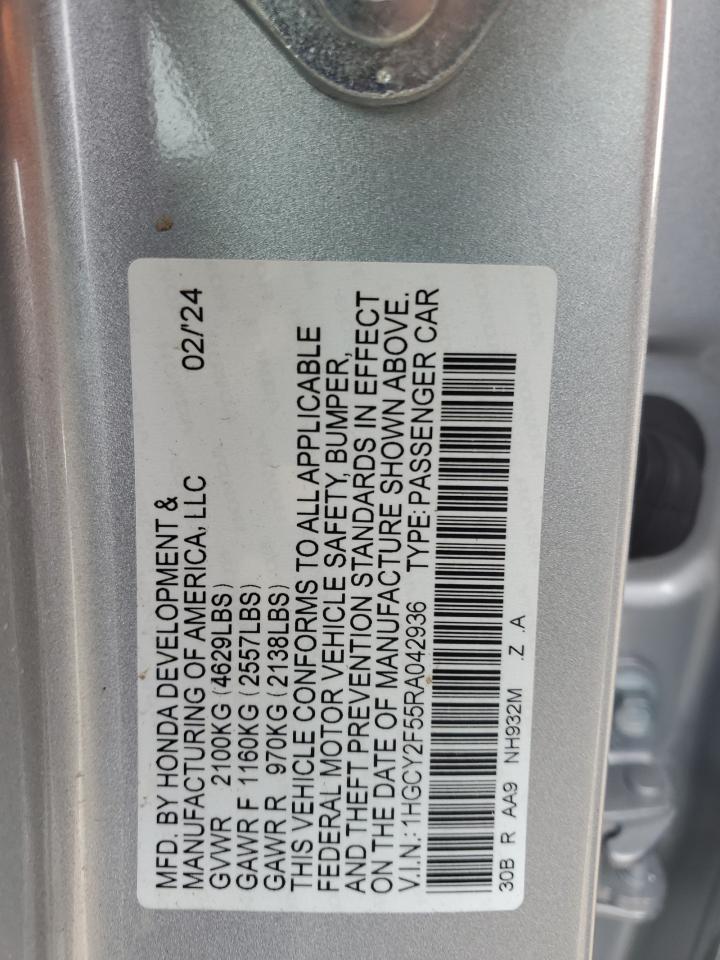 MFD. BY HONDA DEVELOPMENT &
MANUFACTURING OF AMERICA, LLC 02/'24
GVWR 2100KG (4629LBS)
GAWR F 1160KG (2557LBS)
GAWR R 970KG (2138LBS)
THIS VEHICLE CONFORMS TO ALL APPLICABLE
FEDERAL MOTOR VEHICLE SAFETY, BUMPER,
AND THEFT PREVENTION STANDARDS IN EFFECT
ON THE DATE OF MANUFACTURE SHOWN ABOVE.
V.I.N.: 1HGCY2F55RA042936 TYPE: PASSENGER CAR
30B R AA9 NH932M .Z .A